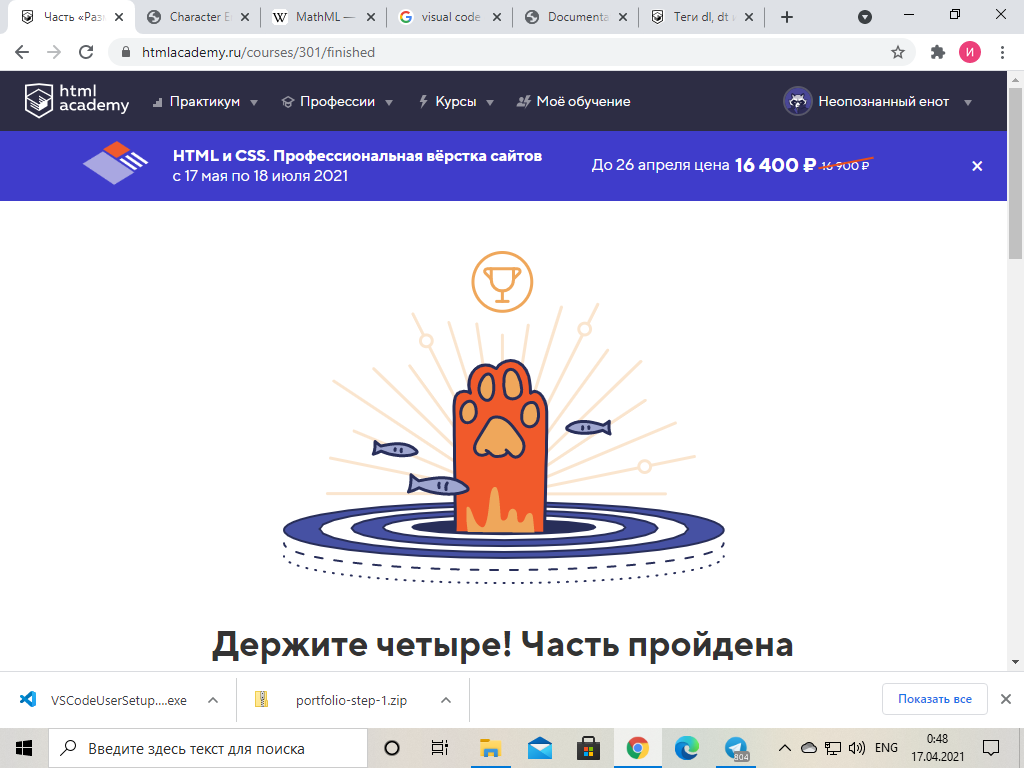 Часть «Раз
Character E
MathML —
visual code
Documenta
Теги dl, dt и
htmlacademy.ru/courses/301/finished
И
html
academy
Практикум
Профессии
Курсы
Моё обучение
Неопознанный енот
HTML и CSS. Профессиональная вёрстка сайтов
с 17 мая по 18 июля 2021
До 26 апреля цена 16 400 ₽ 16 900 ₽
Держите четыре! Часть пройдена
VSCodeUserSetup....exe
portfolio-step-1.zip
Показать все
Введите здесь текст для поиска
804
ENG
0:48
17.04.2021